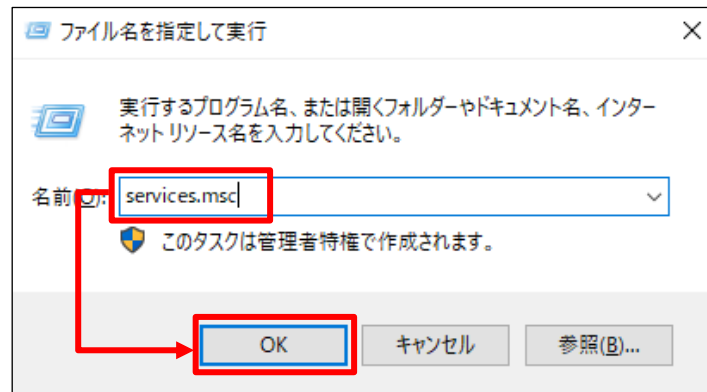 ファイル名を指定して実行
実行するプログラム名、または開くフォルダーやドキュメント名、インター
ネット リソース名を入力してください。
名前(O): services.msc
このタスクは管理者特権で作成されます。
OK キャンセル 参照(B)...